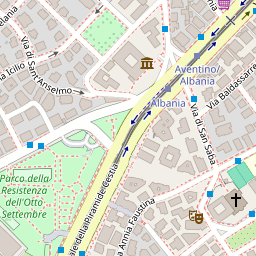 Via di Sant'Anselmo
Icilio
Aventino/
Albania
Albania
Via Baldassarre
Via di San
Saba
Parco della
Resistenza
dell'Otto
Settembre
Viale della Piramide Cestia
Via Annia
Faustina